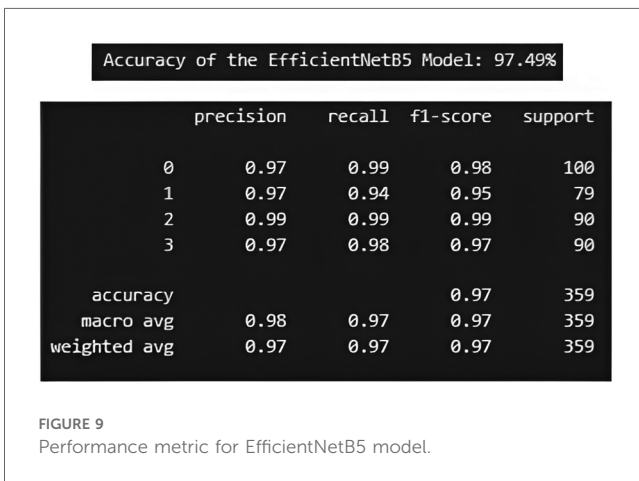 Accuracy of the EfficientNetB5 Model: 97.49%
precision recall f1-score support
0 0.97 0.99 0.98 100
1 0.97 0.94 0.95 79
2 0.99 0.99 0.99 90
3 0.97 0.98 0.97 90
accuracy 0.97 359
macro avg 0.98 0.97 0.97 359
weighted avg 0.97 0.97 0.97 359
FIGURE 9
Performance metric for EfficientNetB5 model.